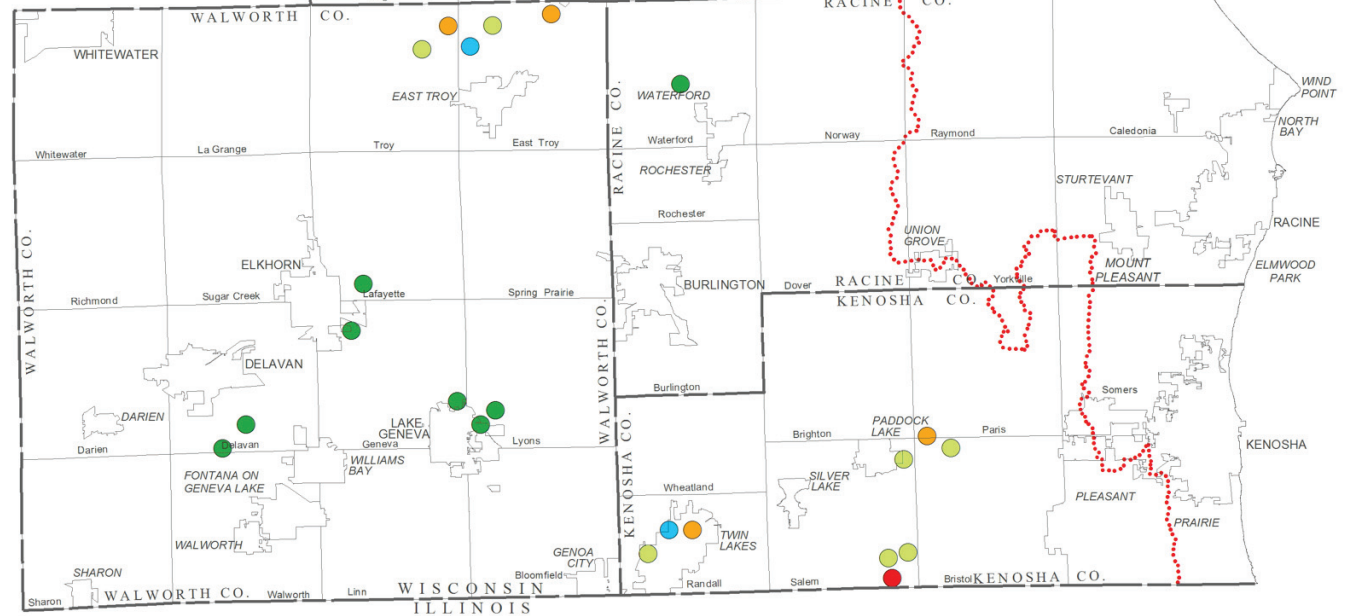 WALWORTH CO.
RACINE CO.
WHITEWATER
EAST TROY
WATERFORD
WIND
POINT
NORTH
BAY
RACINE CO.
Whitewater
La Grange
Troy
East Troy
Waterford
Norway
Raymond
Caledonia
ROCHESTER
STURTEVANT
Rochester
RACINE
UNION
GROVE
WALWORTH CO.
ELKHORN
MOUNT
PLEASANT
ELMWOOD
PARK
BURLINGTON
Dover
RACINE CO.
Yorkville
KENOSHA CO.
Richmond
Sugar Creek
Lafayette
Spring Prairie
WALWORTH CO.
DELAVAN
Burlington
Somers
DARIEN
LAKE
GENEVA
PADDOCK
LAKE
Brighton
Paris
KENOSHA
Darien
Delavan
Geneva
Lyons
KENOSHA CO.
WILLIAMS
BAY
FONTANA ON
GENEVA LAKE
SILVER
LAKE
Wheatland
PLEASANT
PRAIRIE
WALWORTH
TWIN
LAKES
GENOA
CITY
SHARON
Bloomfield
Randall
Salem
Bristol
KENOSHA CO.
Sharon
WALWORTH CO.
Walworth
Linn
WISCONSIN
ILLINOIS